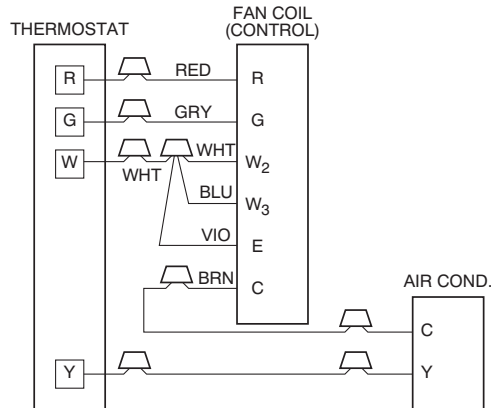 THERMOSTAT
FAN COIL
(CONTROL)
R
RED
R
G
GRY
G
W
WHT
WHT
W2
BLU
W3
VIO
E
BRN
C
AIR COND.
C
Y
Y